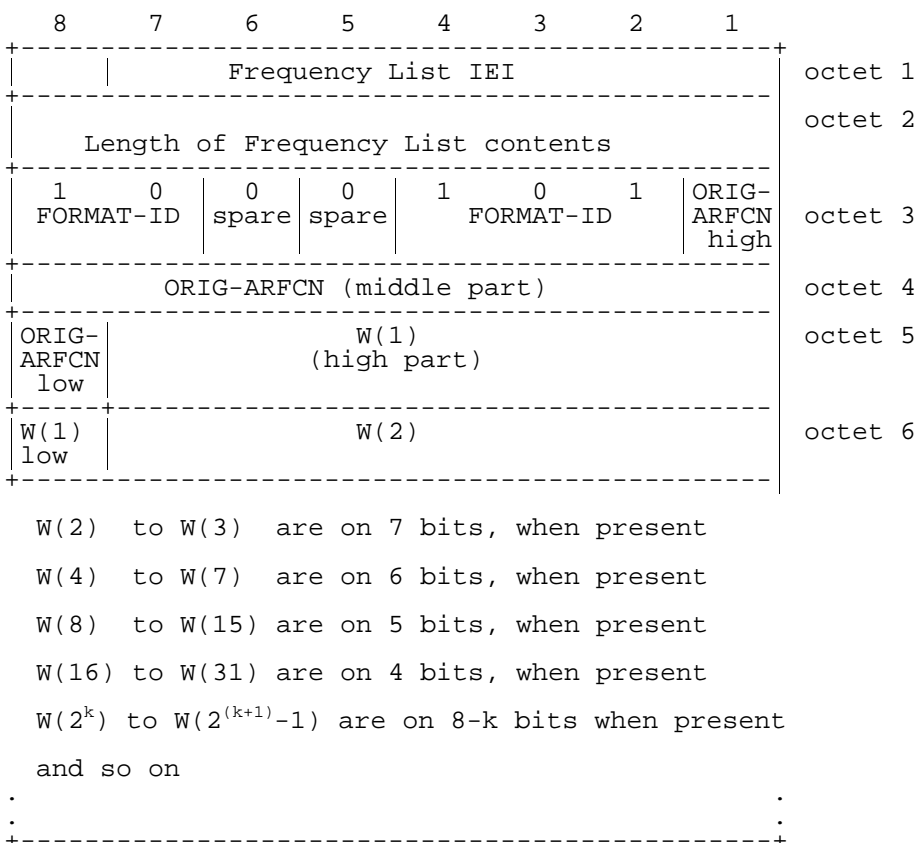 8 7 6 5 4 3 2 1
Frequency List IEI octet 1
octet 2
Length of Frequency List contents
1 0 0 0 1 0 1 ORIG-
FORMAT-ID spare spare FORMAT-ID ARFCN octet 3
high
ORIG-ARFCN (middle part) octet 4
ORIG- W(1) octet 5
ARFCN (high part)
low
W(1) W(2) octet 6
low
W(2) to W(3) are on 7 bits, when present
W(4) to W(7) are on 6 bits, when present
W(8) to W(15) are on 5 bits, when present
W(16) to W(31) are on 4 bits, when present
W(2^k) to W(2^(k+1)-1) are on 8-k bits when present
and so on
. .
. .